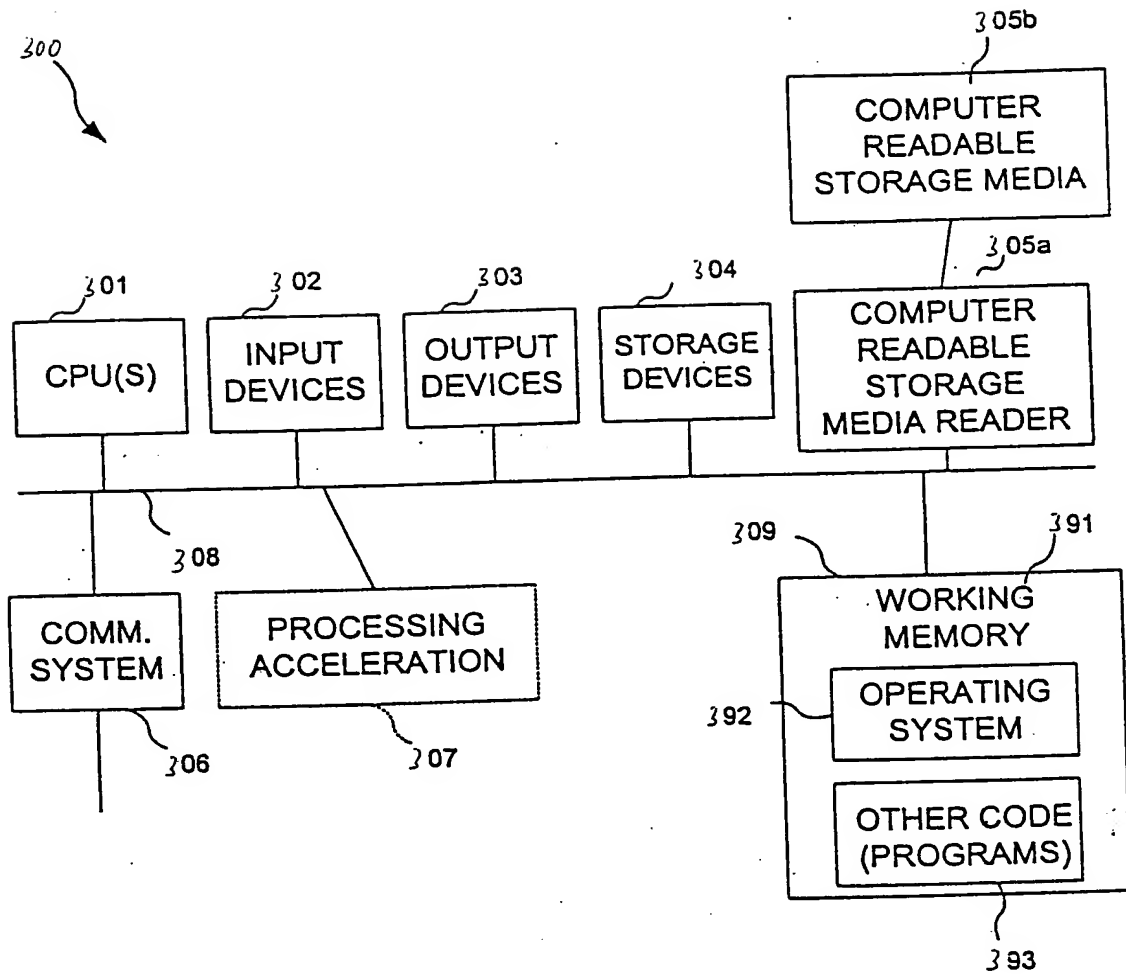 300
305b
COMPUTER
READABLE
STORAGE MEDIA
305a
301
302
303
304
CPU(S)
INPUT
DEVICES
OUTPUT
DEVICES
STORAGE
DEVICES
COMPUTER
READABLE
STORAGE
MEDIA READER
308
309
391
COMM.
SYSTEM
PROCESSING
ACCELERATION
WORKING
MEMORY
392
OPERATING
SYSTEM
306
307
OTHER CODE
(PROGRAMS)
393